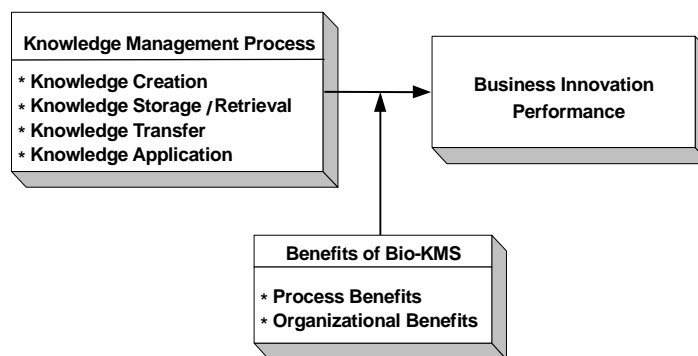 Knowledge Management Process
* Knowledge Creation
* Knowledge Storage / Retrieval
* Knowledge Transfer
* Knowledge Application
Business Innovation
Performance
Benefits of Bio-KMS
* Process Benefits
* Organizational Benefits